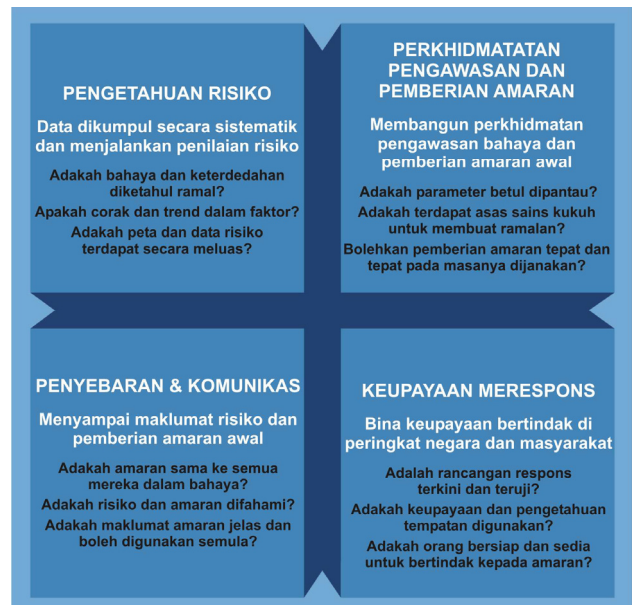 PENGETAHUAN RISIKO
Data dikumpul secara sistematik
dan menjalankan penilaian risiko
Adakah bahaya dan keterdedahan
diketahul ramal?
Apakah corak dan trend dalam faktor?
Adakah peta dan data risiko
terdapat secara meluas?
PERKHIDMATATAN
PENGAWASAN DAN
PEMBERIAN AMARAN
Membangun perkhidmatan
pengawasan bahaya dan
pemberian amaran awal
Adakah parameter betul dipantau?
Adakah terdapat asas sains kukuh
untuk membuat ramalan?
Bolehkan pemberian amaran tepat dan
tepat pada masanya dijanakan?
PENYEBARAN & KOMUNIKAS
Menyampai maklumat risiko dan
pemberian amaran awal
Adakah amaran sama ke semua
mereka dalam bahaya?
Adakah risiko dan amaran difahami?
Adakah maklumat amaran jelas dan
boleh digunakan semula?
KEUPAYAAN MERESPONS
Bina keupayaan bertindak di
peringkat negara dan masyarakat
Adalah rancangan respons
terkini dan teruji?
Adakah keupayaan dan pengetahuan
tempatan digunakan?
Adakah orang bersiap dan sedia
untuk bertindak kepada amaran?